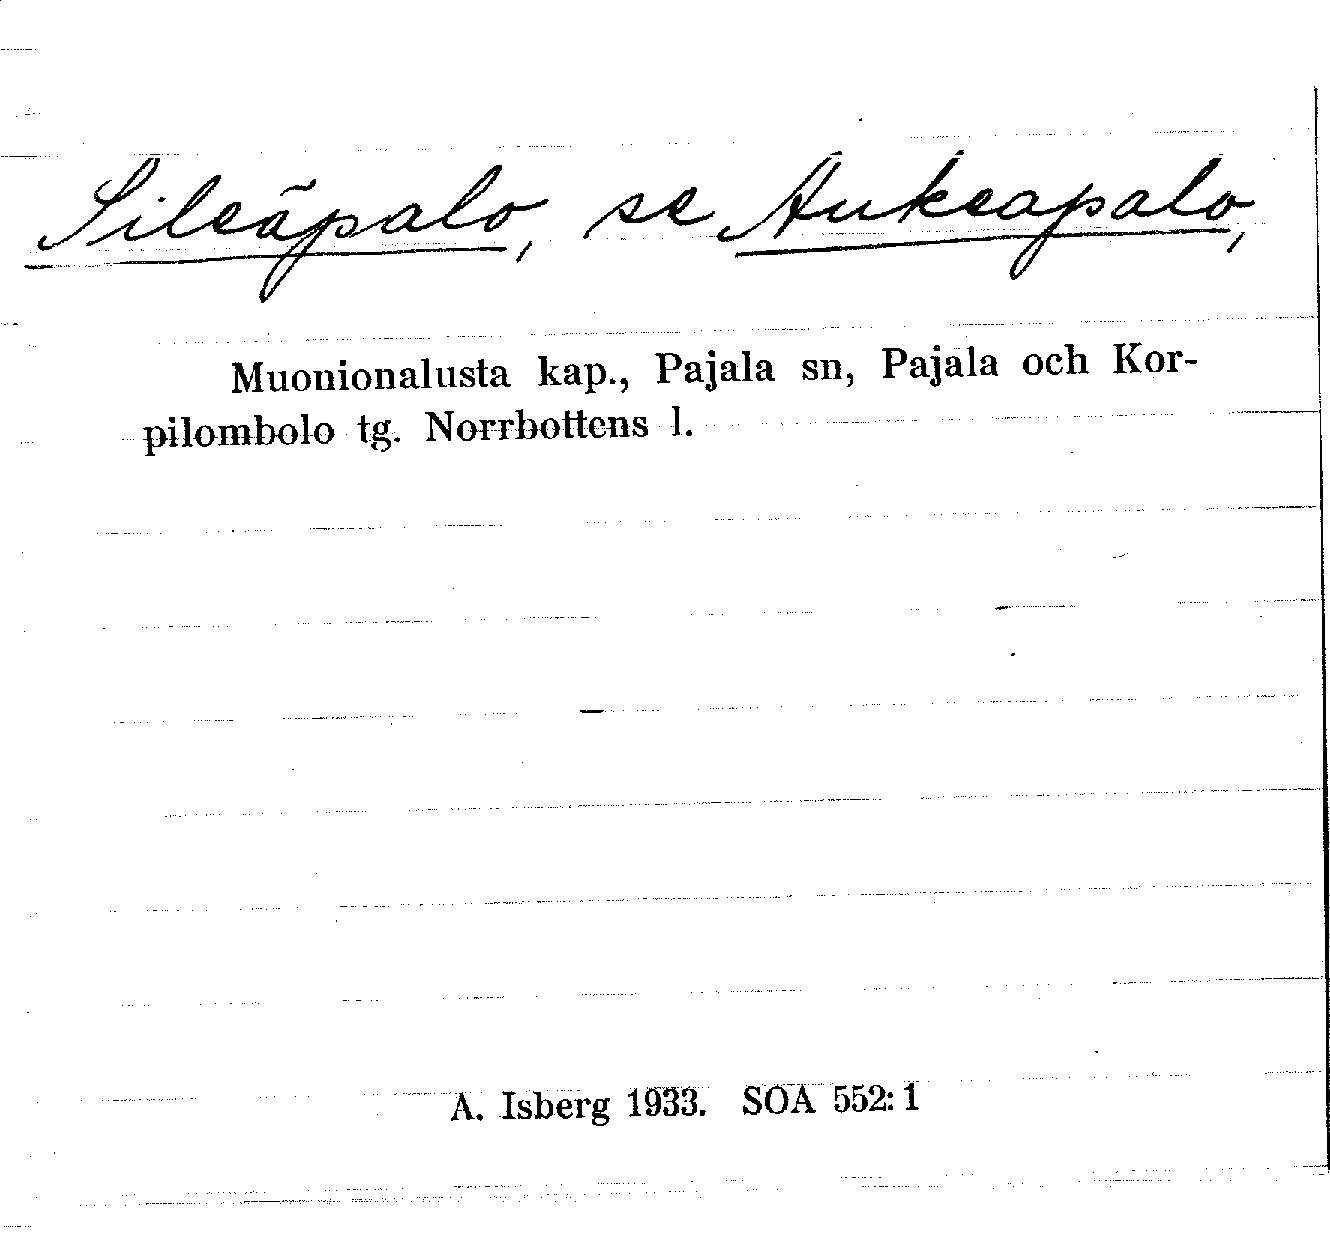 Sileäpalo, se Aukeapalo,
Muonionalusta kap., Pajala sn, Pajala och Kor-
pilombolo tg. Norrbottens l.
A. Isberg 1933. SOA 552:1